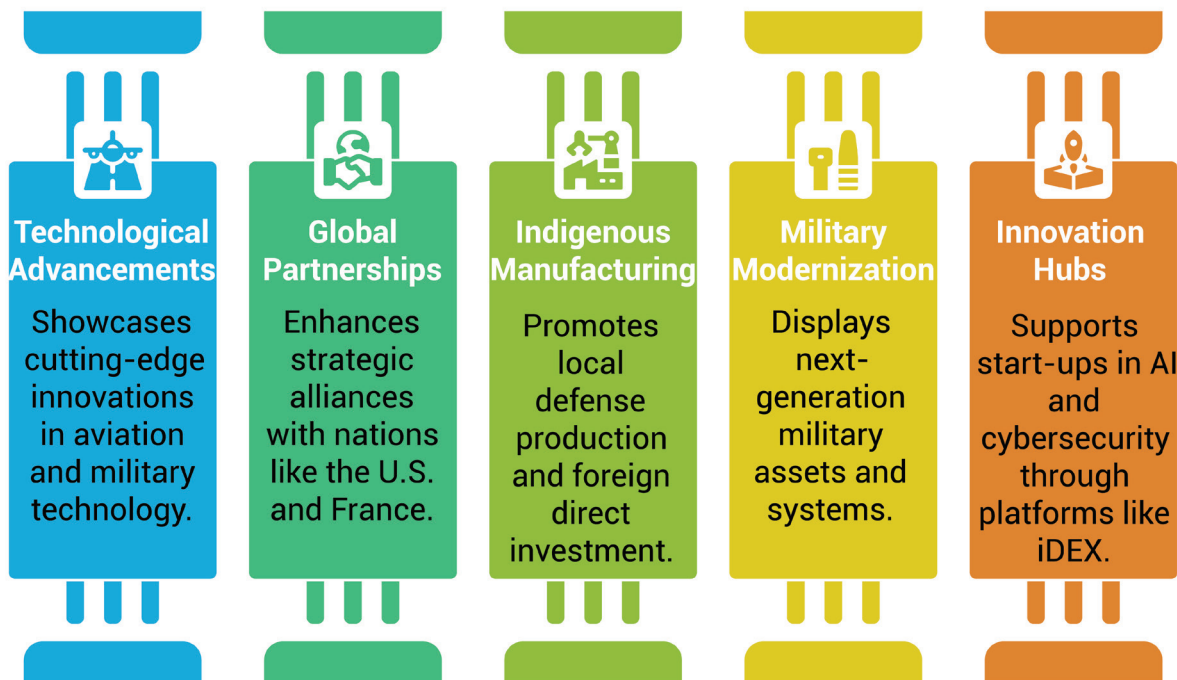 Technological
Advancements
Showcases
cutting-edge
innovations
in aviation
and military
technology.
Global
Partnerships
Enhances
strategic
alliances
with nations
like the U.S.
and France.
Indigenous
Manufacturing
Promotes
local
defense
production
and foreign
direct
investment.
Military
Modernization
Displays
next-
generation
military
assets and
systems.
Innovation
Hubs
Supports
start-ups in AI
and
cybersecurity
through
platforms like
iDEX.